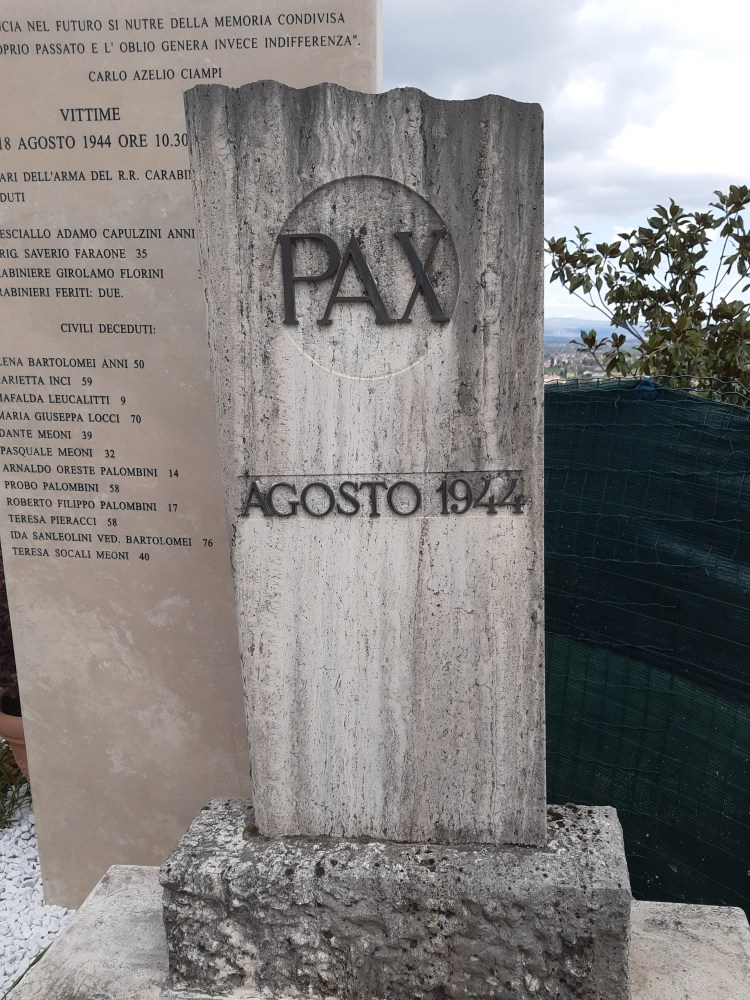 CIA NEL FUTURO SI NUTRE DELLA MEMORIA CONDIVISA
OPRIO PASSATO E L' OBLIO GENERA INVECE INDIFFERENZA”.
CARLO AZELIO CIAMPI
VITTIME
18 AGOSTO 1944 ORE 10.30
ARI DELL'ARMA DEL R.R. CARABI
DUTI
ESCIALLO ADAMO CAPULZINI ANNI
RIG. SAVERIO FARAONE 35
ARABINIERE GIROLAMO FLORINI
RABINIERI FERITI: DUE.
CIVILI DECEDUTI:
LENA BARTOLOMEI ANNI 50
ARIETTA INCI 59
MAFALDA LEUCALITTI 9
MARIA GIUSEPPA LOCCI 70
DANTE MEONI 39
PASQUALE MEONI 32
ARNALDO ORESTE PALOMBINI 14
PROBO PALOMBINI 58
ROBERTO FILIPPO PALOMBINI 17
TERESA PIERACCI 58
IDA SANLEOLINI VED. BARTOLOMEI 76
TERESA SOCALI MEONI 40
PAX
AGOSTO 1944